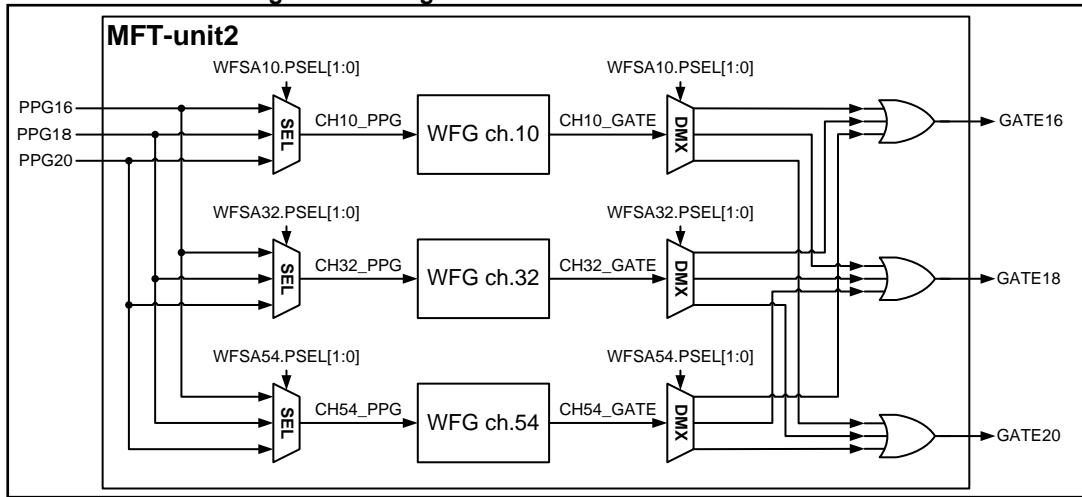 MFT-unit2
WFSA10.PSEL[1:0]
WFSA10.PSEL[1:0]
PPG16
PPG18
PPG20
SEL
CH10_PPG
WFG ch.10
CH10_GATE
DMX
GATE16
WFSA32.PSEL[1:0]
WFSA32.PSEL[1:0]
SEL
CH32_PPG
WFG ch.32
CH32_GATE
DMX
GATE18
WFSA54.PSEL[1:0]
WFSA54.PSEL[1:0]
SEL
CH54_PPG
WFG ch.54
CH54_GATE
DMX
GATE20